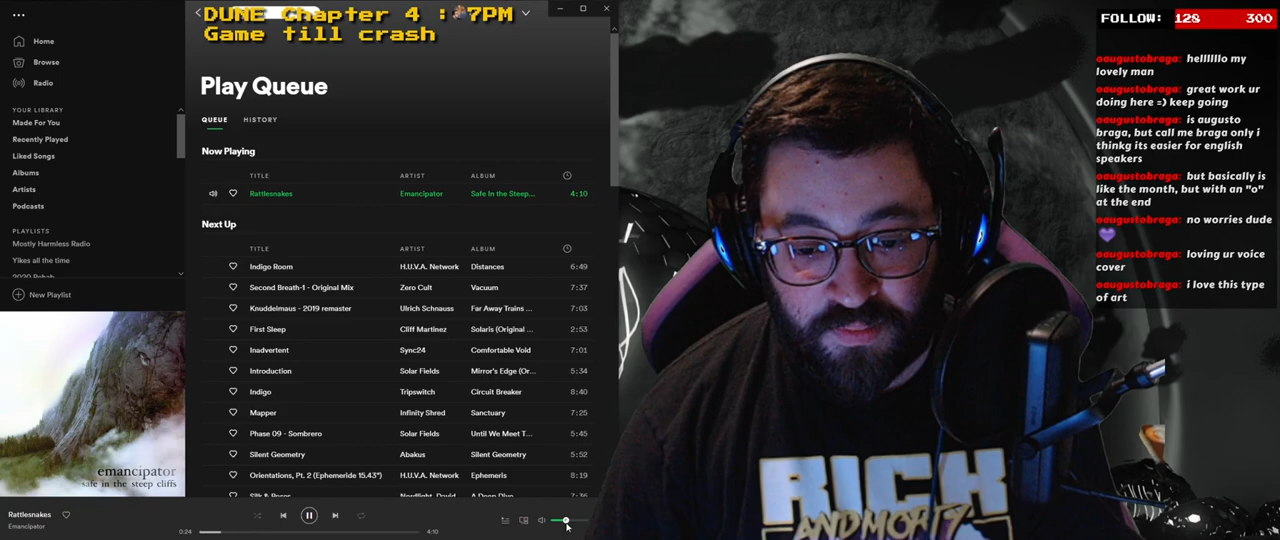 DUNE Chapter 4 : 7PM
Game till crash
Home
Browse
Radio
YOUR LIBRARY
Made For You
Recently Played
Liked Songs
Albums
Artists
Podcasts
PLAYLISTS
Mostly Harmless Radio
Yikes all the time
New Playlist
emancipator
safe in the steep cliffs
Play Queue
QUEUE HISTORY
Now Playing
TITLE ARTIST ALBUM
Rattlesnakes Emancipator Safe In the Steep... 4:10
Next Up
TITLE ARTIST ALBUM
Indigo Room H.U.V.A. Network Distances 6:49
Second Breath-1 - Original Mix Zero Cult Vacuum 7:37
Knuddelmaus - 2019 remaster Ulrich Schnauss Far Away Trains ... 7:03
First Sleep Cliff Martinez Solaris (Original ... 2:53
Inadvertent Sync24 Comfortable Void 7:01
Introduction Solar Fields Mirror's Edge (Or... 5:34
Indigo Tripswitch Circuit Breaker 8:40
Mapper Infinity Shred Sanctuary 7:25
Phase 09 - Sombrero Solar Fields Until We Meet T... 5:45
Silent Geometry Abakus Silent Geometry 5:52
Orientations, Pt. 2 (Ephemeride 15.43°) H.U.V.A. Network Ephemeris 8:19
Rattlesnakes
Emancipator
0:24 4:10
RICK
AND MORTY
FOLLOW: 128 300
oaugustobraga: hellllllo my
lovely man
oaugustobraga: great work ur
doing here =) keep going
oaugustobraga: is augusto
braga, but call me braga only i
thinkg its easier for english
speakers
oaugustobraga: but basically is
like the month, but with an "o"
at the end
oaugustobraga: no worries dude
oaugustobraga: loving ur voice
cover
oaugustobraga: i love this type
of art